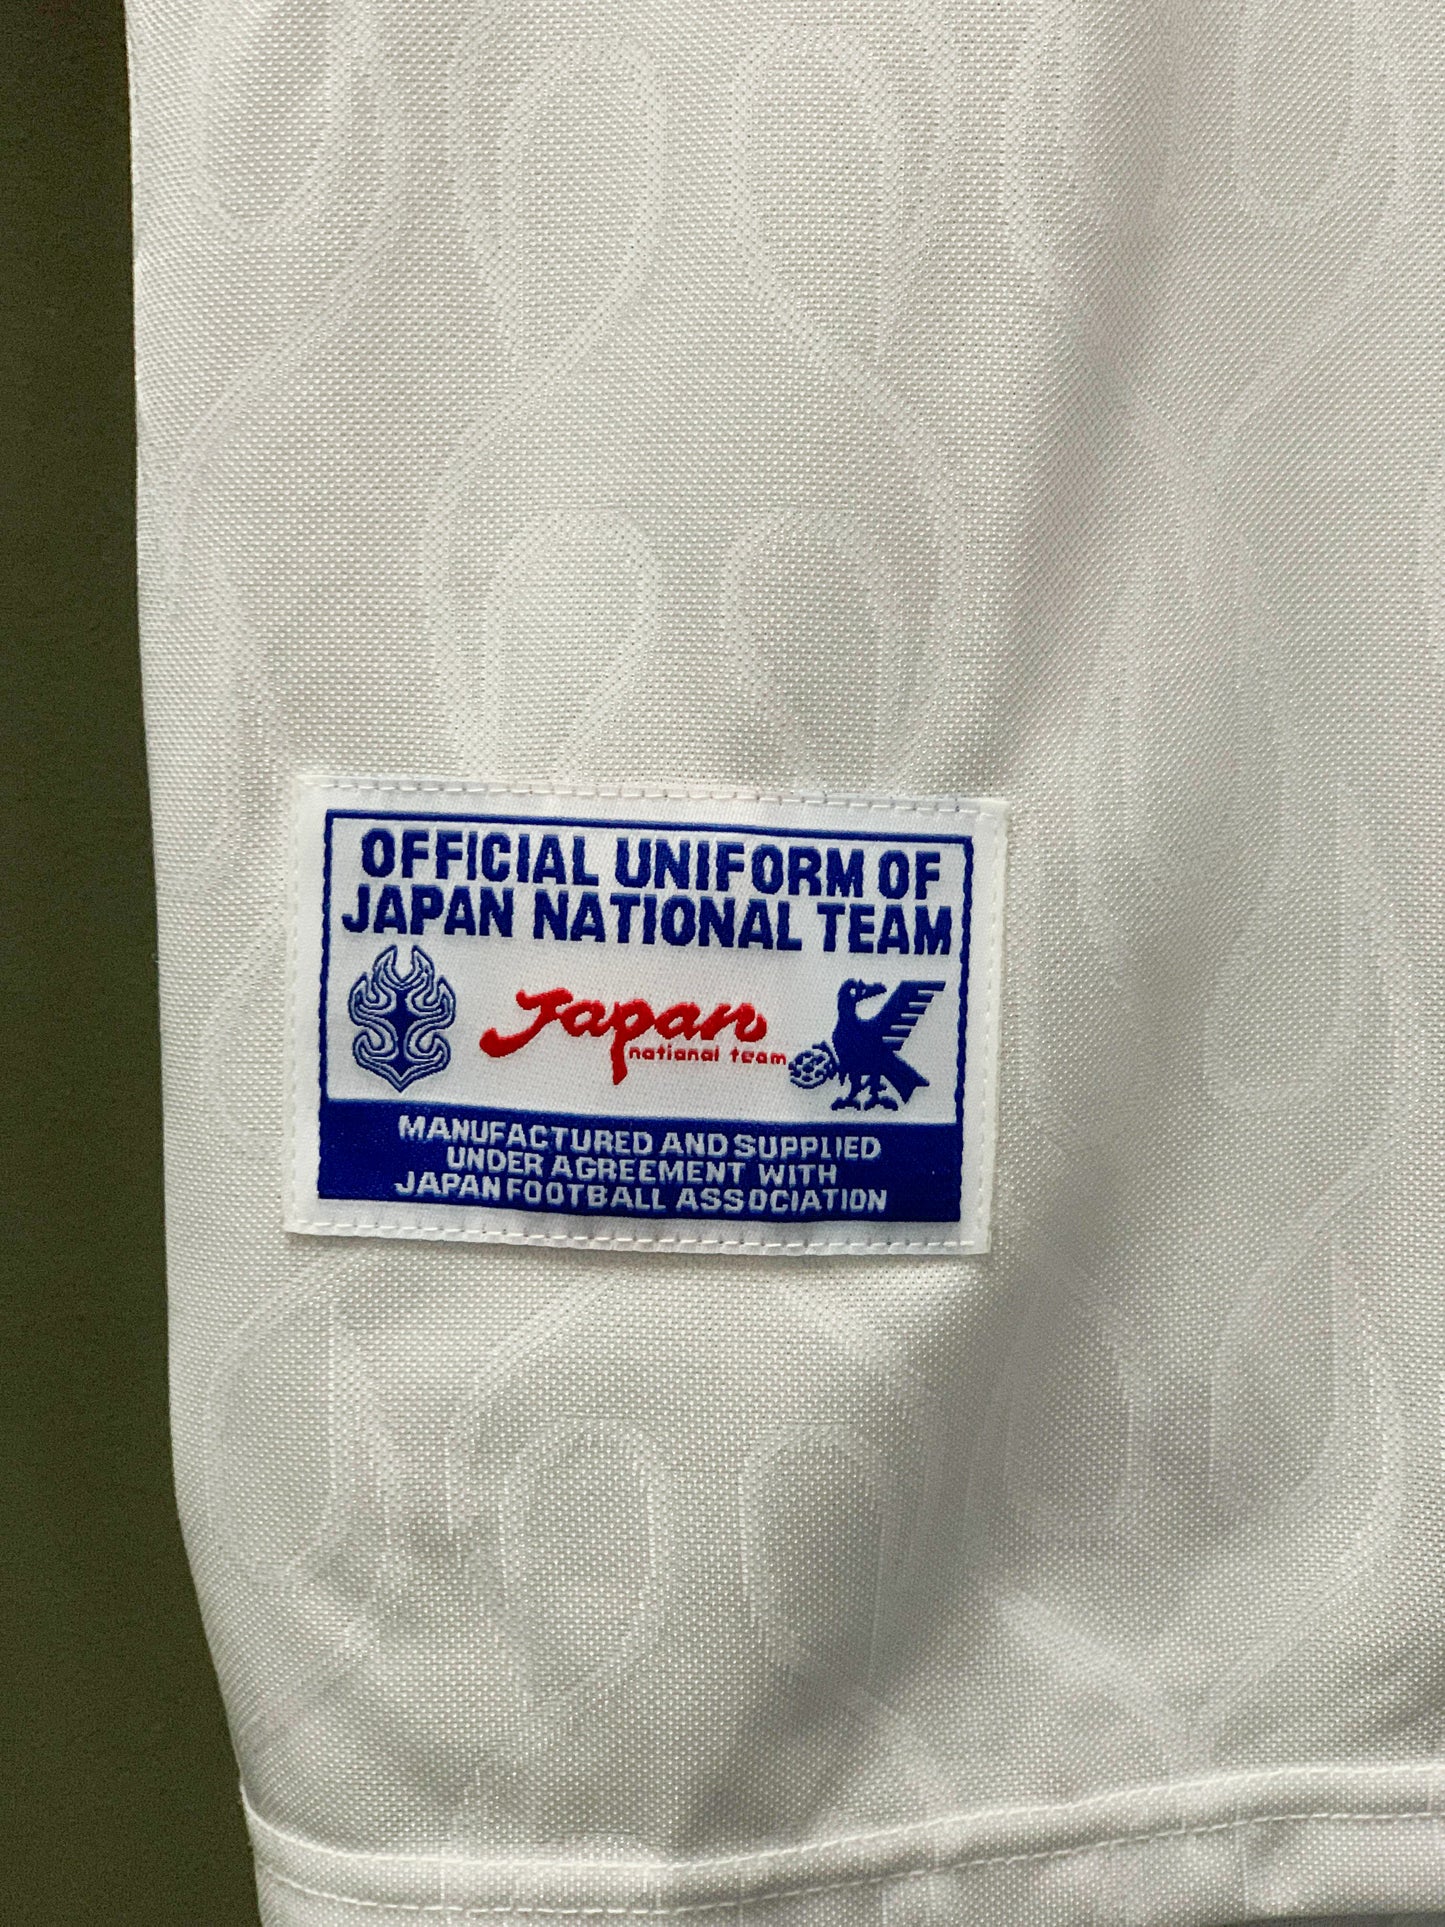 OFFICIAL UNIFORM OF
JAPAN NATIONAL TEAM
Japan
national team
MANUFACTURED AND SUPPLIED
UNDER AGREEMENT WITH
JAPAN FOOTBALL ASSOCIATION